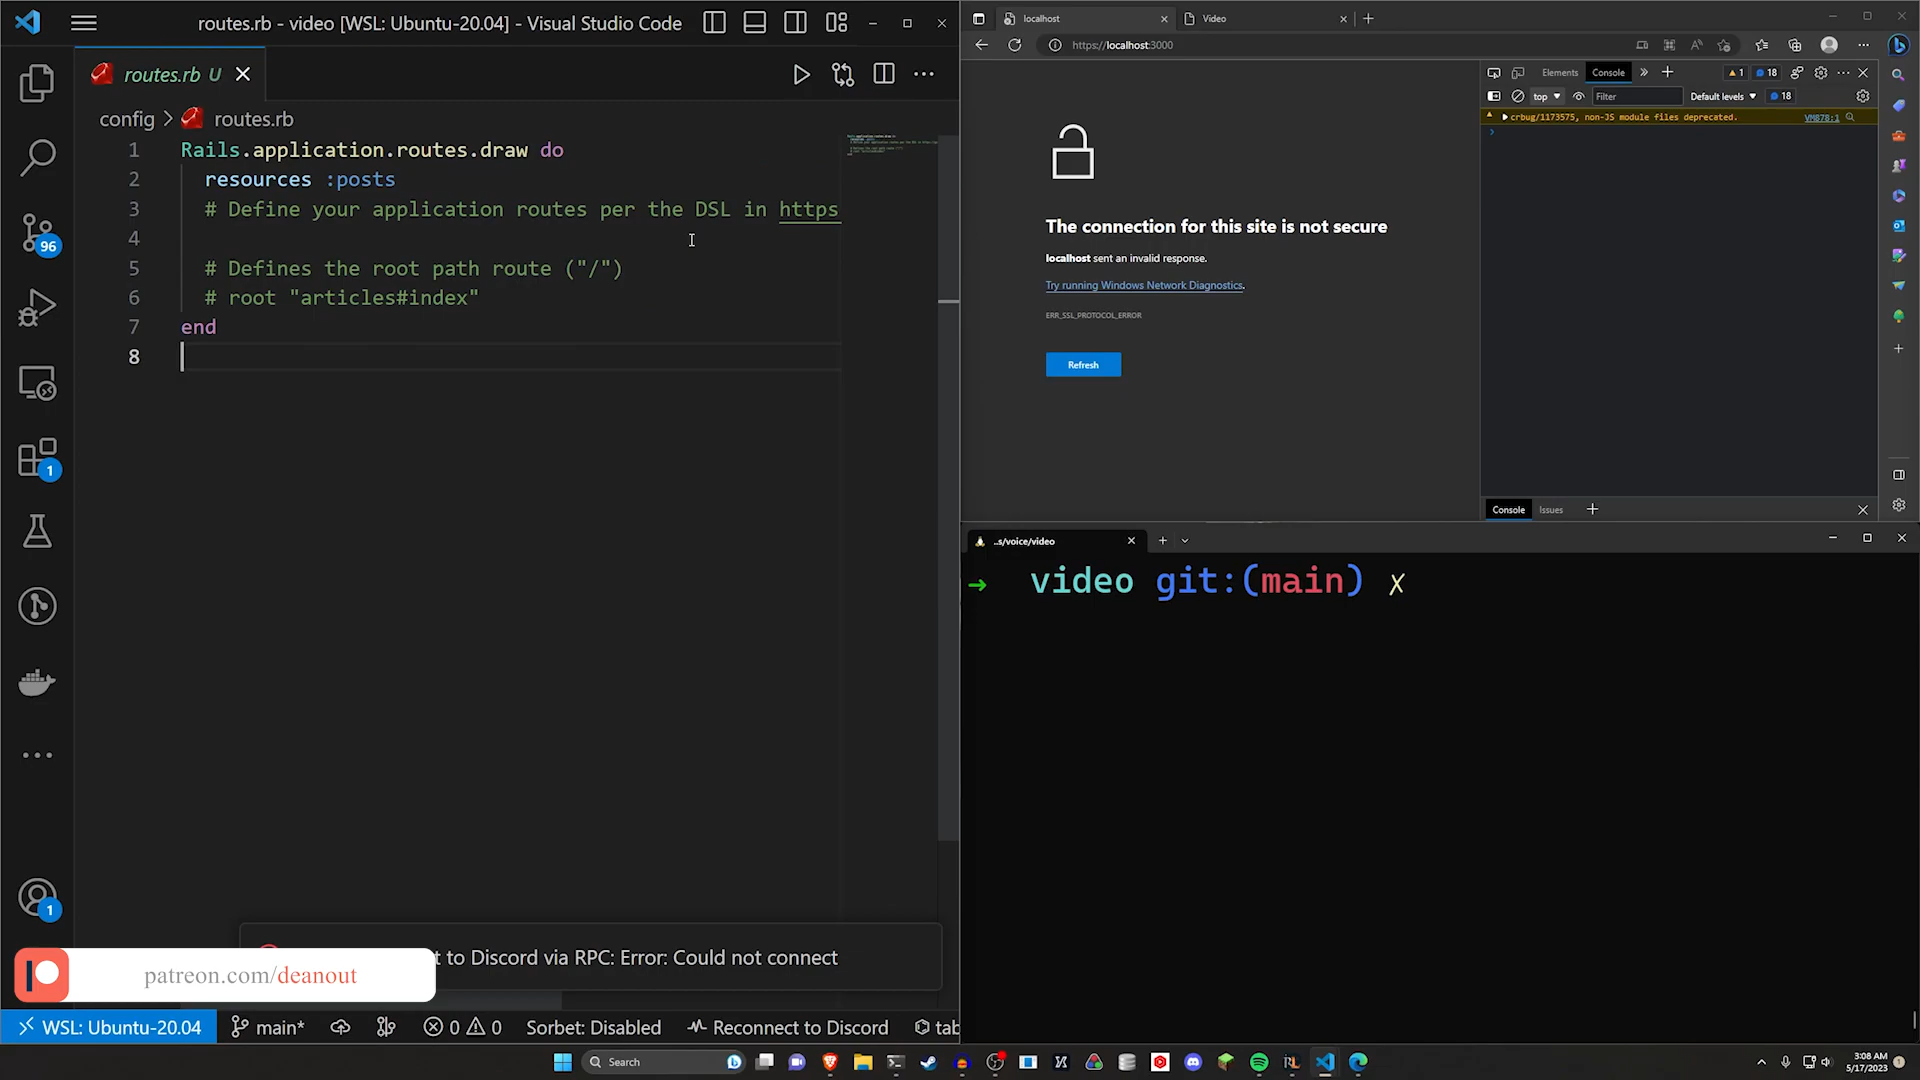 routes.rb - video [WSL: Ubuntu-20.04] - Visual Studio Code
routes.rb U
config > routes.rb
1 Rails.application.routes.draw do
2 resources :posts
3 # Define your application routes per the DSL in https
4
5 # Defines the root path route ("/")
6 # root "articles#index"
7 end
8
96
1
1
t to Discord via RPC: Error: Could not connect
patreon.com/deanout
WSL: Ubuntu-20.04 main* 0 0 Sorbet: Disabled Reconnect to Discord tab
localhost
Video
https://localhost:3000
The connection for this site is not secure
localhost sent an invalid response.
Try running Windows Network Diagnostics.
ERR_SSL_PROTOCOL_ERROR
Refresh
Elements Console 1 18
top Filter Default levels 18
crbug/1173575, non-JS module files deprecated. VM878:1
Console Issues
..s/voice/video
→ video git:(main) ✗
Search
3:08 AM
5/17/2023